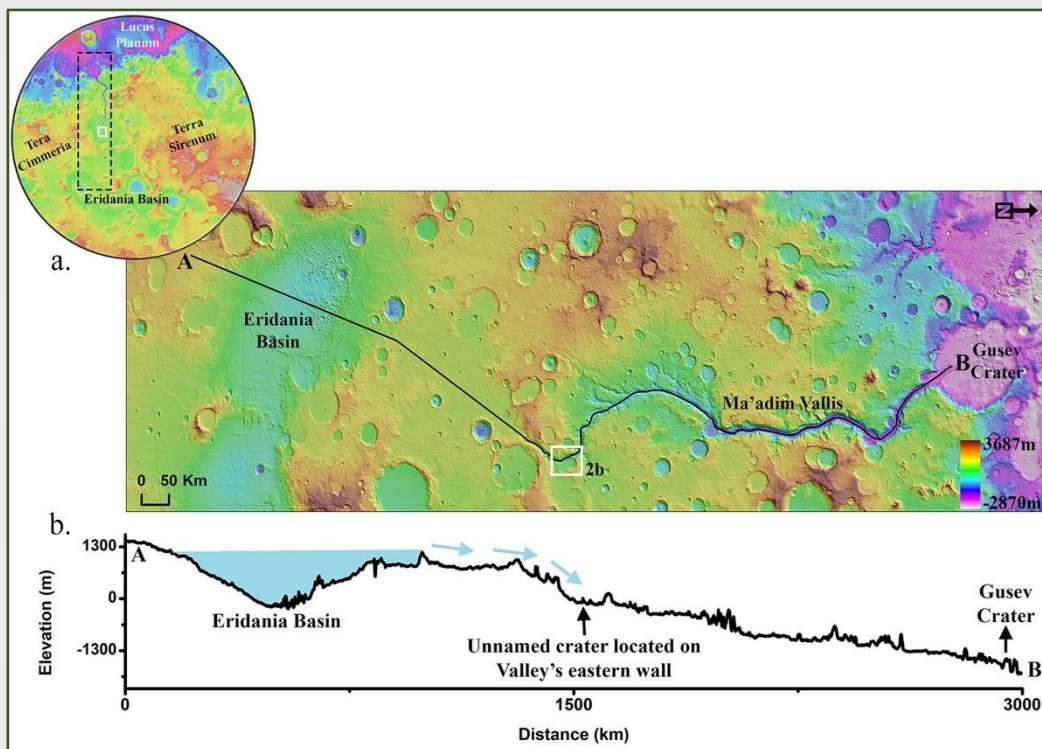 Lucus
Planum
Tera
Cimmeria
Terra
Sirenum
Eridania Basin
a.
A
Eridania
Basin
Ma'adim Vallis
B
Gusev
Crater
2b
0 50 Km
3687m
-2870m
b.
1300
0
-1300
Elevation (m)
A
Eridania Basin
Unnamed crater located on
Valley's eastern wall
Gusev
Crater
B
0
1500
3000
Distance (km)